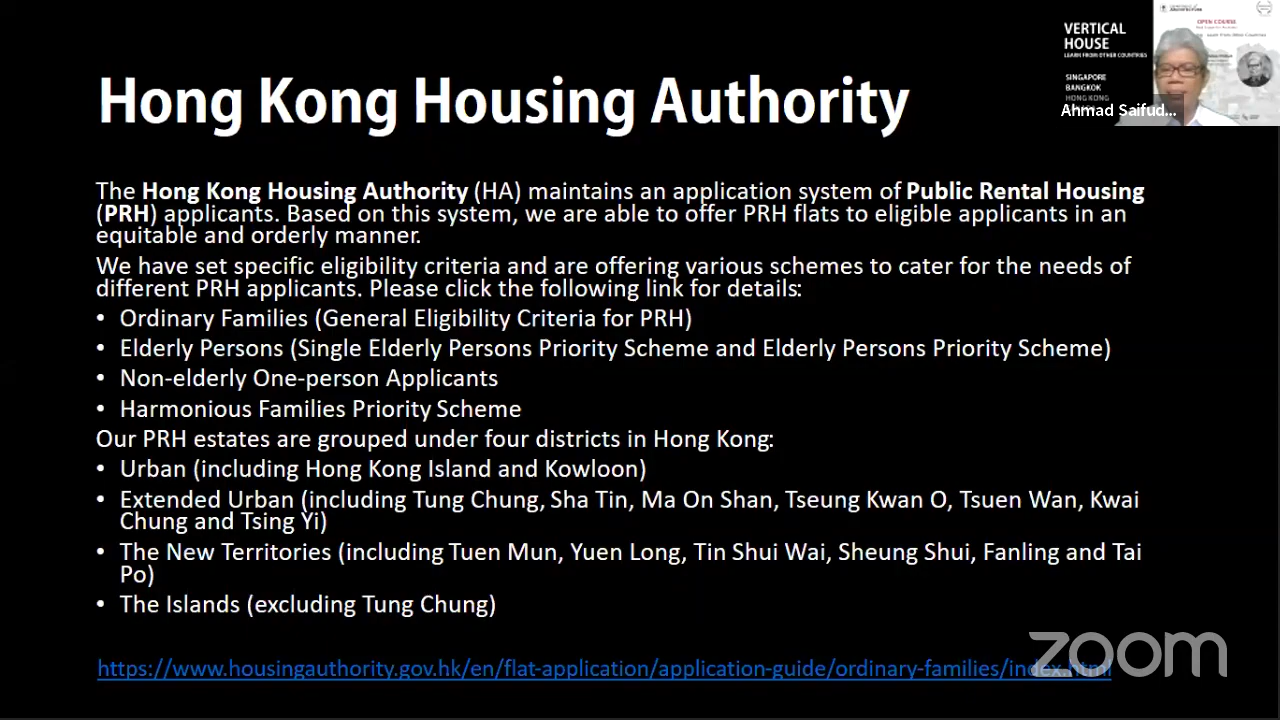 Hong Kong Housing Authority
VERTICAL
HOUSE
LEARN FROM OTHER COUNTRIES
SINGAPORE
BANGKOK
HONG KONG
OPEN COURSE
Ahmad Saifud...
The Hong Kong Housing Authority (HA) maintains an application system of Public Rental Housing
(PRH) applicants. Based on this system, we are able to offer PRH flats to eligible applicants in an
equitable and orderly manner.
We have set specific eligibility criteria and are offering various schemes to cater for the needs of
different PRH applicants. Please click the following link for details:
• Ordinary Families (General Eligibility Criteria for PRH)
• Elderly Persons (Single Elderly Persons Priority Scheme and Elderly Persons Priority Scheme)
• Non-elderly One-person Applicants
• Harmonious Families Priority Scheme
Our PRH estates are grouped under four districts in Hong Kong:
• Urban (including Hong Kong Island and Kowloon)
• Extended Urban (including Tung Chung, Sha Tin, Ma On Shan, Tseung Kwan O, Tsuen Wan, Kwai
Chung and Tsing Yi)
• The New Territories (including Tuen Mun, Yuen Long, Tin Shui Wai, Sheung Shui, Fanling and Tai
Po)
• The Islands (excluding Tung Chung)
https://www.housingauthority.gov.hk/en/flat-application/application-guide/ordinary-families/index.html
zoom